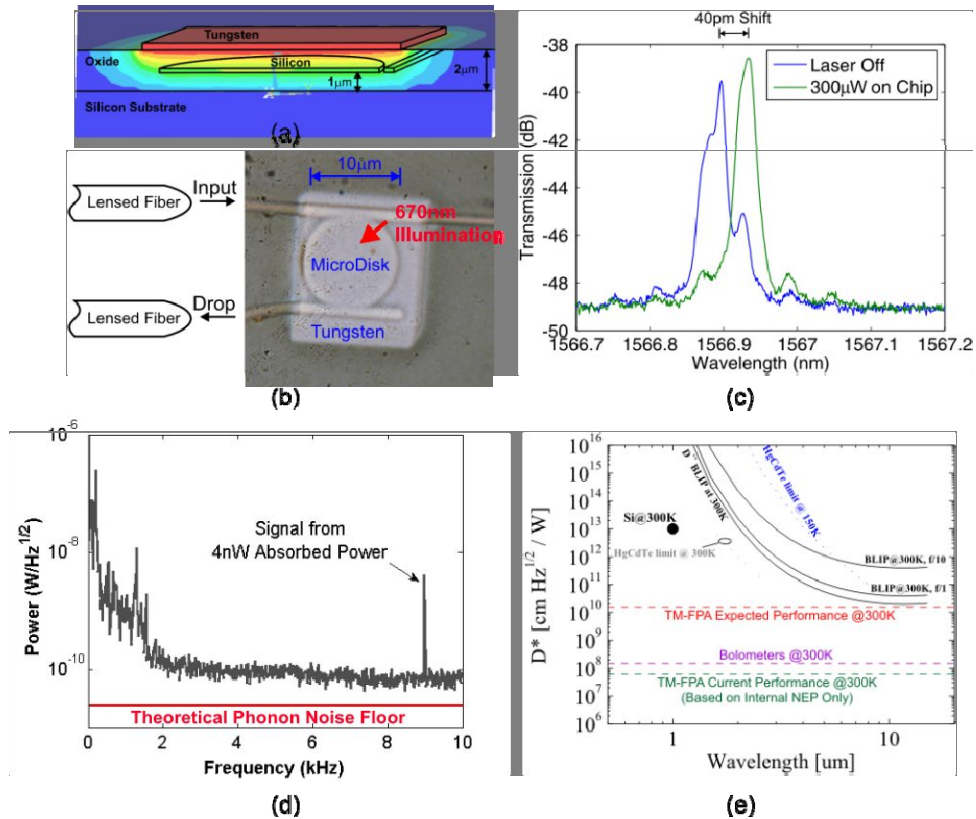 Tungsten
Oxide
Silicon
1μm
2μm
Silicon Substrate
(a)
Lensed Fiber
Input
Lensed Fiber
Drop
10μm
670nm
Illumination
MicroDisk
Tungsten
(b)
40pm Shift
Laser Off
300μW on Chip
Transmission (dB)
-38
-40
-42
-44
-46
-48
-50
1566.7 1566.8 1566.9 1567 1567.1 1567.2
Wavelength (nm)
(c)
Power (W/Hz^1/2)
10^-6
10^-8
10^-10
Signal from
4nW Absorbed Power
Theoretical Phonon Noise Floor
0 2 4 6 8 10
Frequency (kHz)
(d)
D* [cm Hz^1/2 / W]
10^16
10^15
10^14
10^13
10^12
10^11
10^10
10^9
10^8
10^7
10^6
D* BLIP at 300K
HgCdTe limit @ 150K
Si@300K
HgCdTe limit @ 300K
BLIP@300K, f/10
BLIP@300K, f/1
TM-FPA Expected Performance @300K
Bolometers @300K
TM-FPA Current Performance @300K
(Based on Internal NEP Only)
1 10
Wavelength [um]
(e)